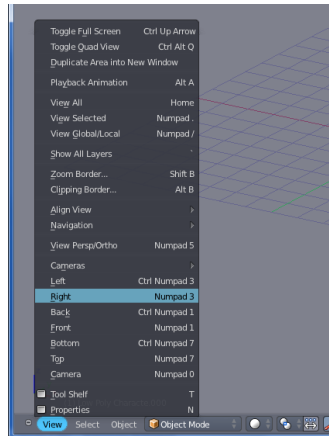 Toggle Full Screen Ctrl Up Arrow
Toggle Quad View Ctrl Alt Q
Duplicate Area into New Window
Playback Animation Alt A
View All Home
View Selected Numpad .
View Global/Local Numpad /
Show All Layers `
Zoom Border... Shift B
Clipping Border... Alt B
Align View
Navigation
View Persp/Ortho Numpad 5
Cameras
Left Ctrl Numpad 3
Right Numpad 3
Back Ctrl Numpad 1
Front Numpad 1
Bottom Ctrl Numpad 7
Top Numpad 7
Camera Numpad 0
Tool Shelf T
Properties N
View Select Object Object Mode